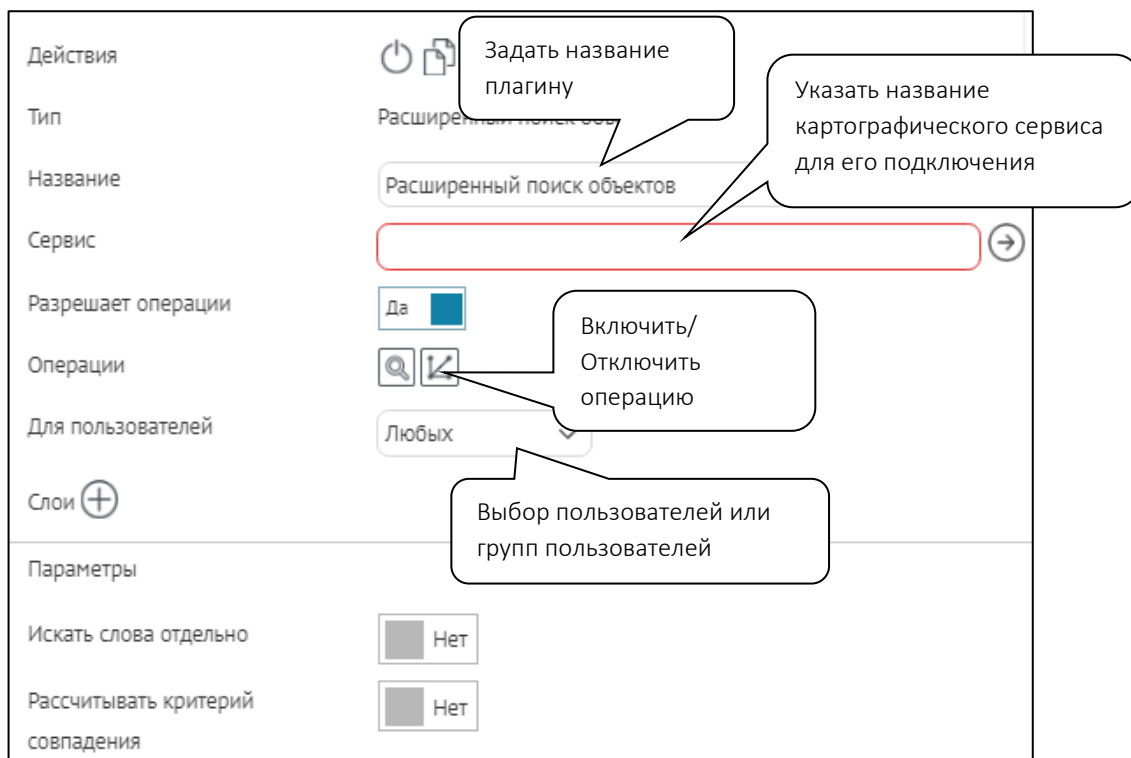 Действия
Задать название
плагину
Указать название
картографического сервиса
для его подключения
Тип
Расширенный поиск
Название
Расширенный поиск объектов
Сервис
Разрешает операции
Да
Включить/
Отключить
операцию
Операции
Для пользователей
Любых
Слои
Выбор пользователей или
групп пользователей
Параметры
Искать слова отдельно
Нет
Рассчитывать критерий
совпадения
Нет